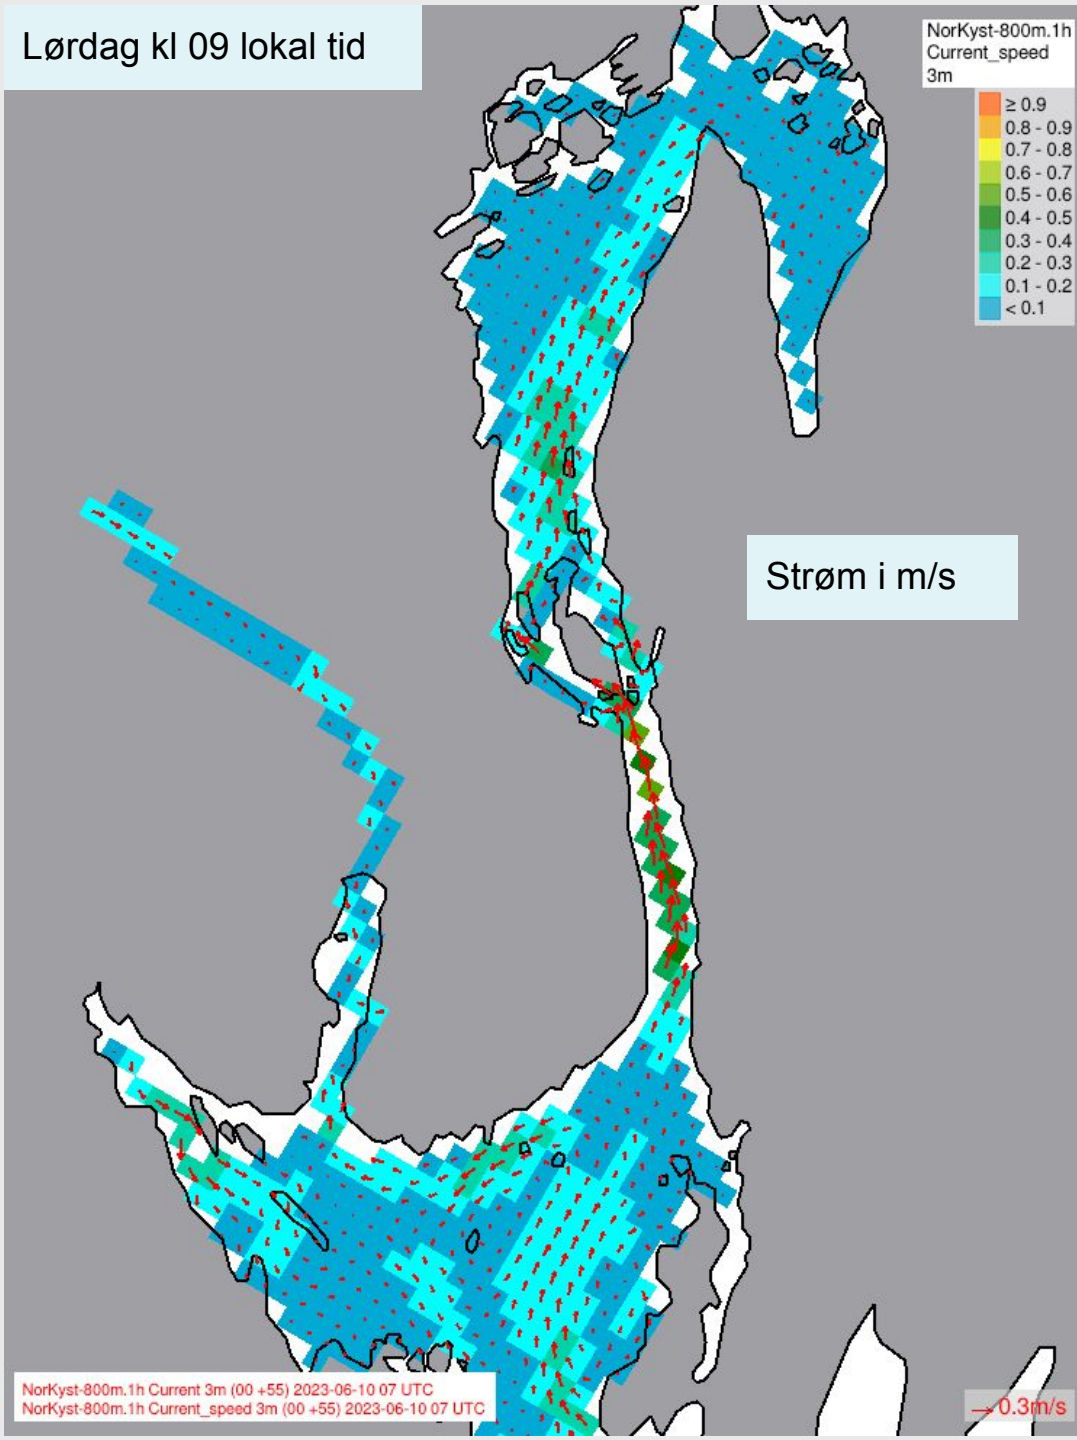 Lørdag kl 09 lokal tid
NorKyst-800m.1h
Current_speed
3m
≥ 0.9
0.8 - 0.9
0.7 - 0.8
0.6 - 0.7
0.5 - 0.6
0.4 - 0.5
0.3 - 0.4
0.2 - 0.3
0.1 - 0.2
< 0.1
Strøm i m/s
NorKyst-800m.1h Current 3m (00 +55) 2023-06-10 07 UTC
NorKyst-800m.1h Current_speed 3m (00 +55) 2023-06-10 07 UTC
0.3m/s